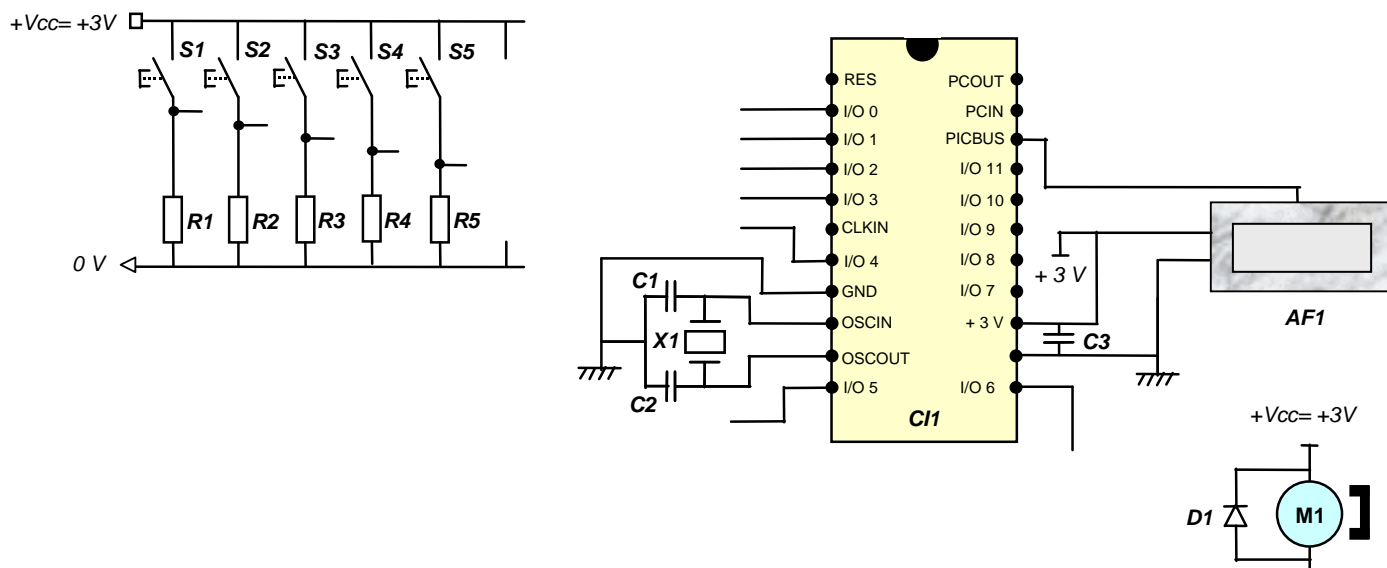 +Vcc= +3V
S1 S2 S3 S4 S5
R1 R2 R3 R4 R5
0 V
RES PCOUT
I/O 0 PCIN
I/O 1 PICBUS
I/O 2 I/O 11
I/O 3 I/O 10
CLKIN I/O 9
I/O 4 I/O 8
GND I/O 7
OSCIN + 3 V
OSCOUT
I/O 5 I/O 6
CI1
C1
X1
C2
+ 3 V
C3
AF1
+Vcc= +3V
D1
M1